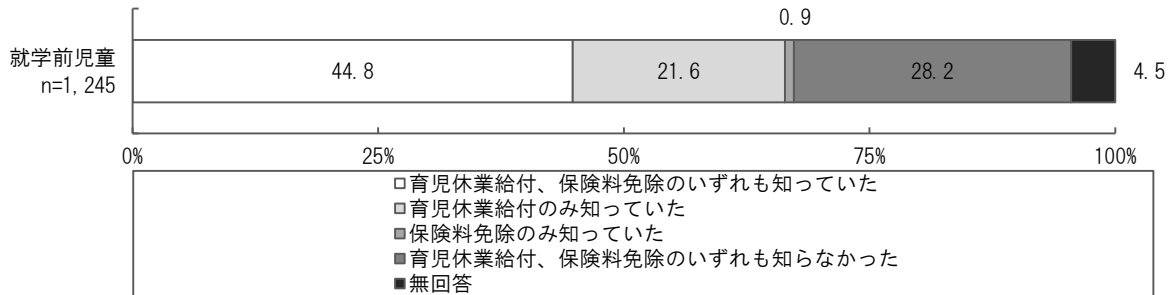 0.9
就学前児童
n=1,245
44.8
21.6
28.2
4.5
0% 25% 50% 75% 100%
□育児休業給付、保険料免除のいずれも知っていた
■育児休業給付のみ知っていた
■保険料免除のみ知っていた
■育児休業給付、保険料免除のいずれも知らなかった
■無回答